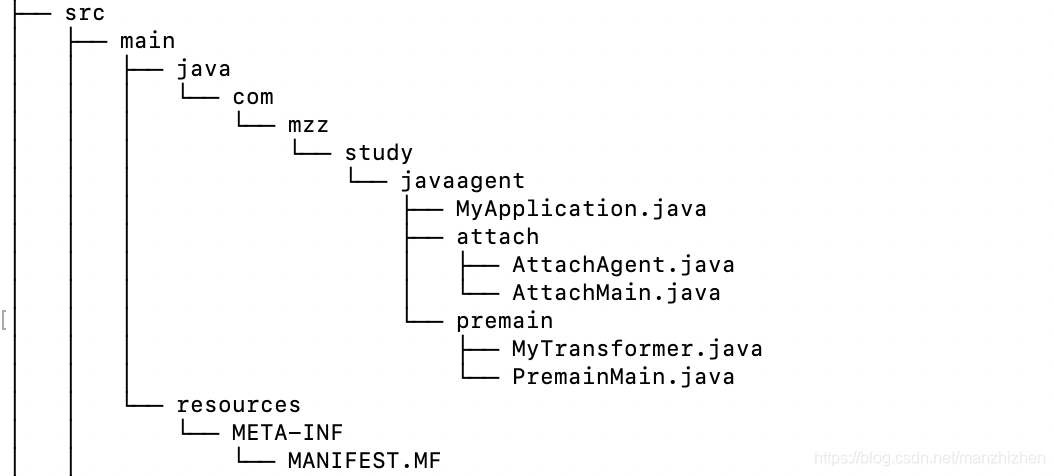 ├── src
├── main
├── java
└── com
└── mzz
└── study
└── javaagent
├── MyApplication.java
├── attach
├── AttachAgent.java
└── AttachMain.java
[ └── premain
├── MyTransformer.java
└── PremainMain.java
└── resources
└── META-INF
└── MANIFEST.MF
https://blog.csdn.net/manzhizhen